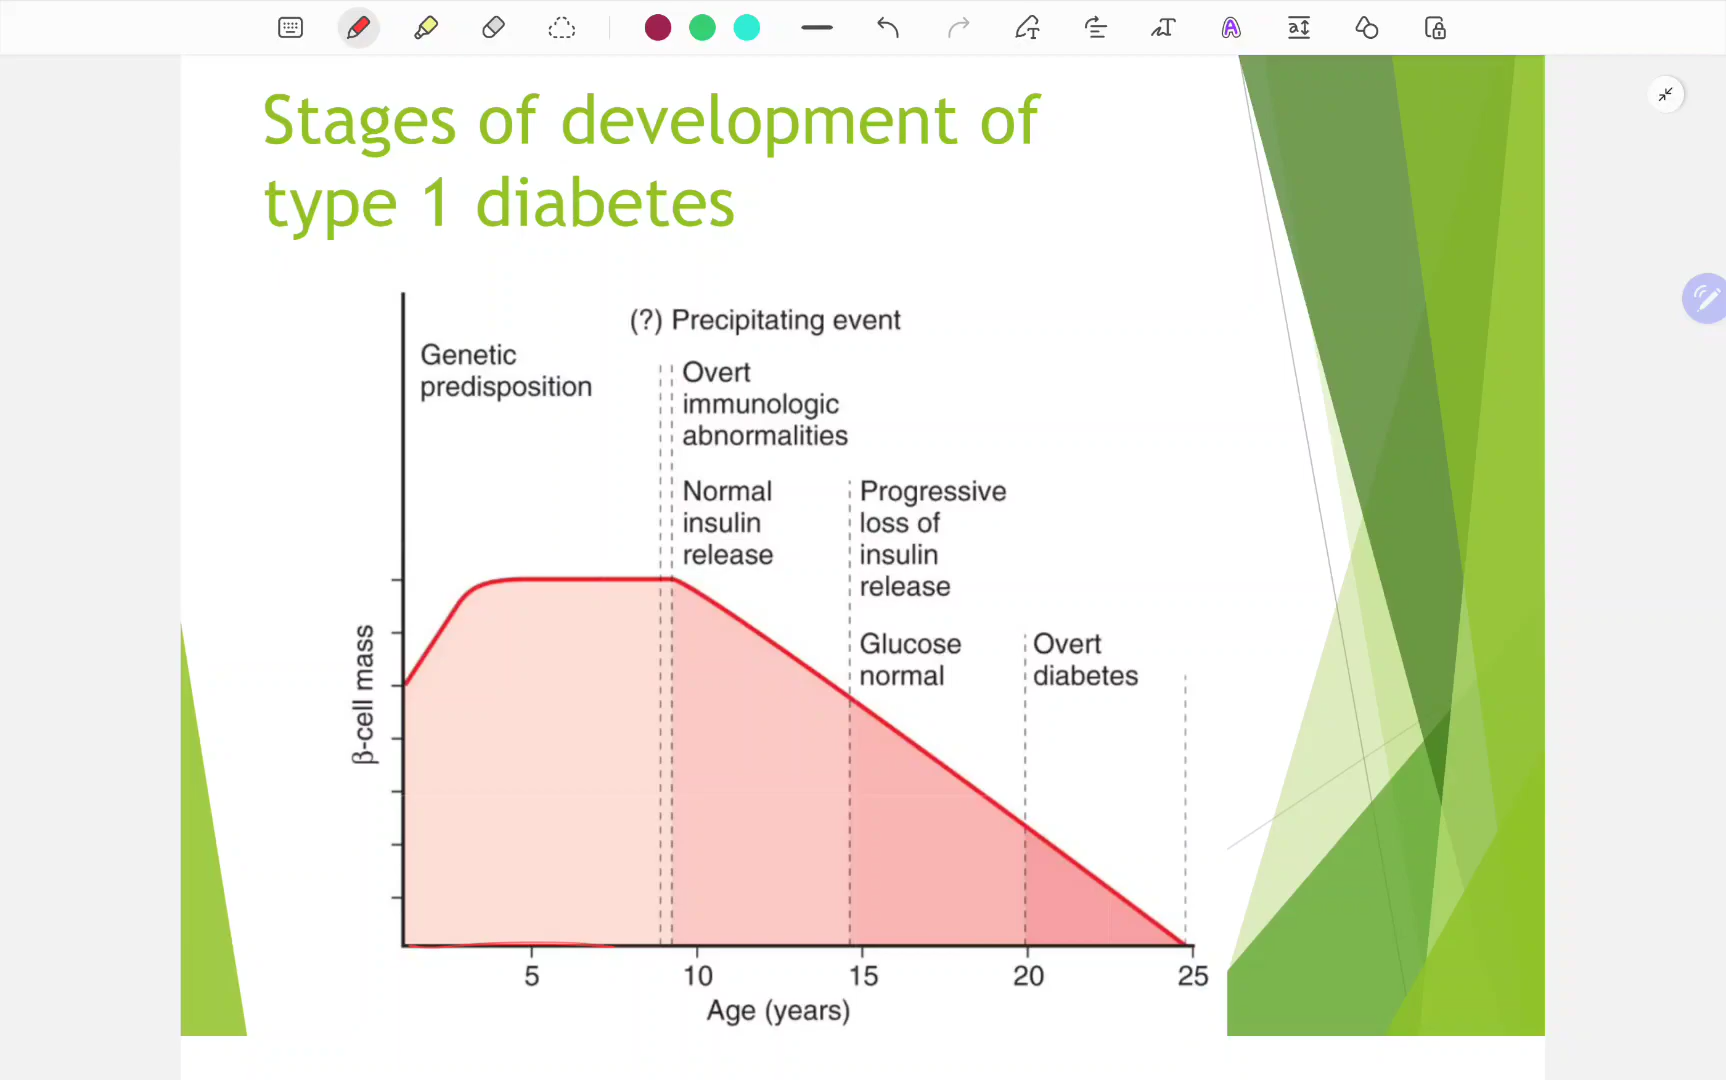 Stages of development of
type 1 diabetes
(?) Precipitating event
Genetic
predisposition
Overt
immunologic
abnormalities
Normal
insulin
release
Progressive
loss of
insulin
release
Glucose
normal
Overt
diabetes
β-cell mass
5 10 15 20 25
Age (years)